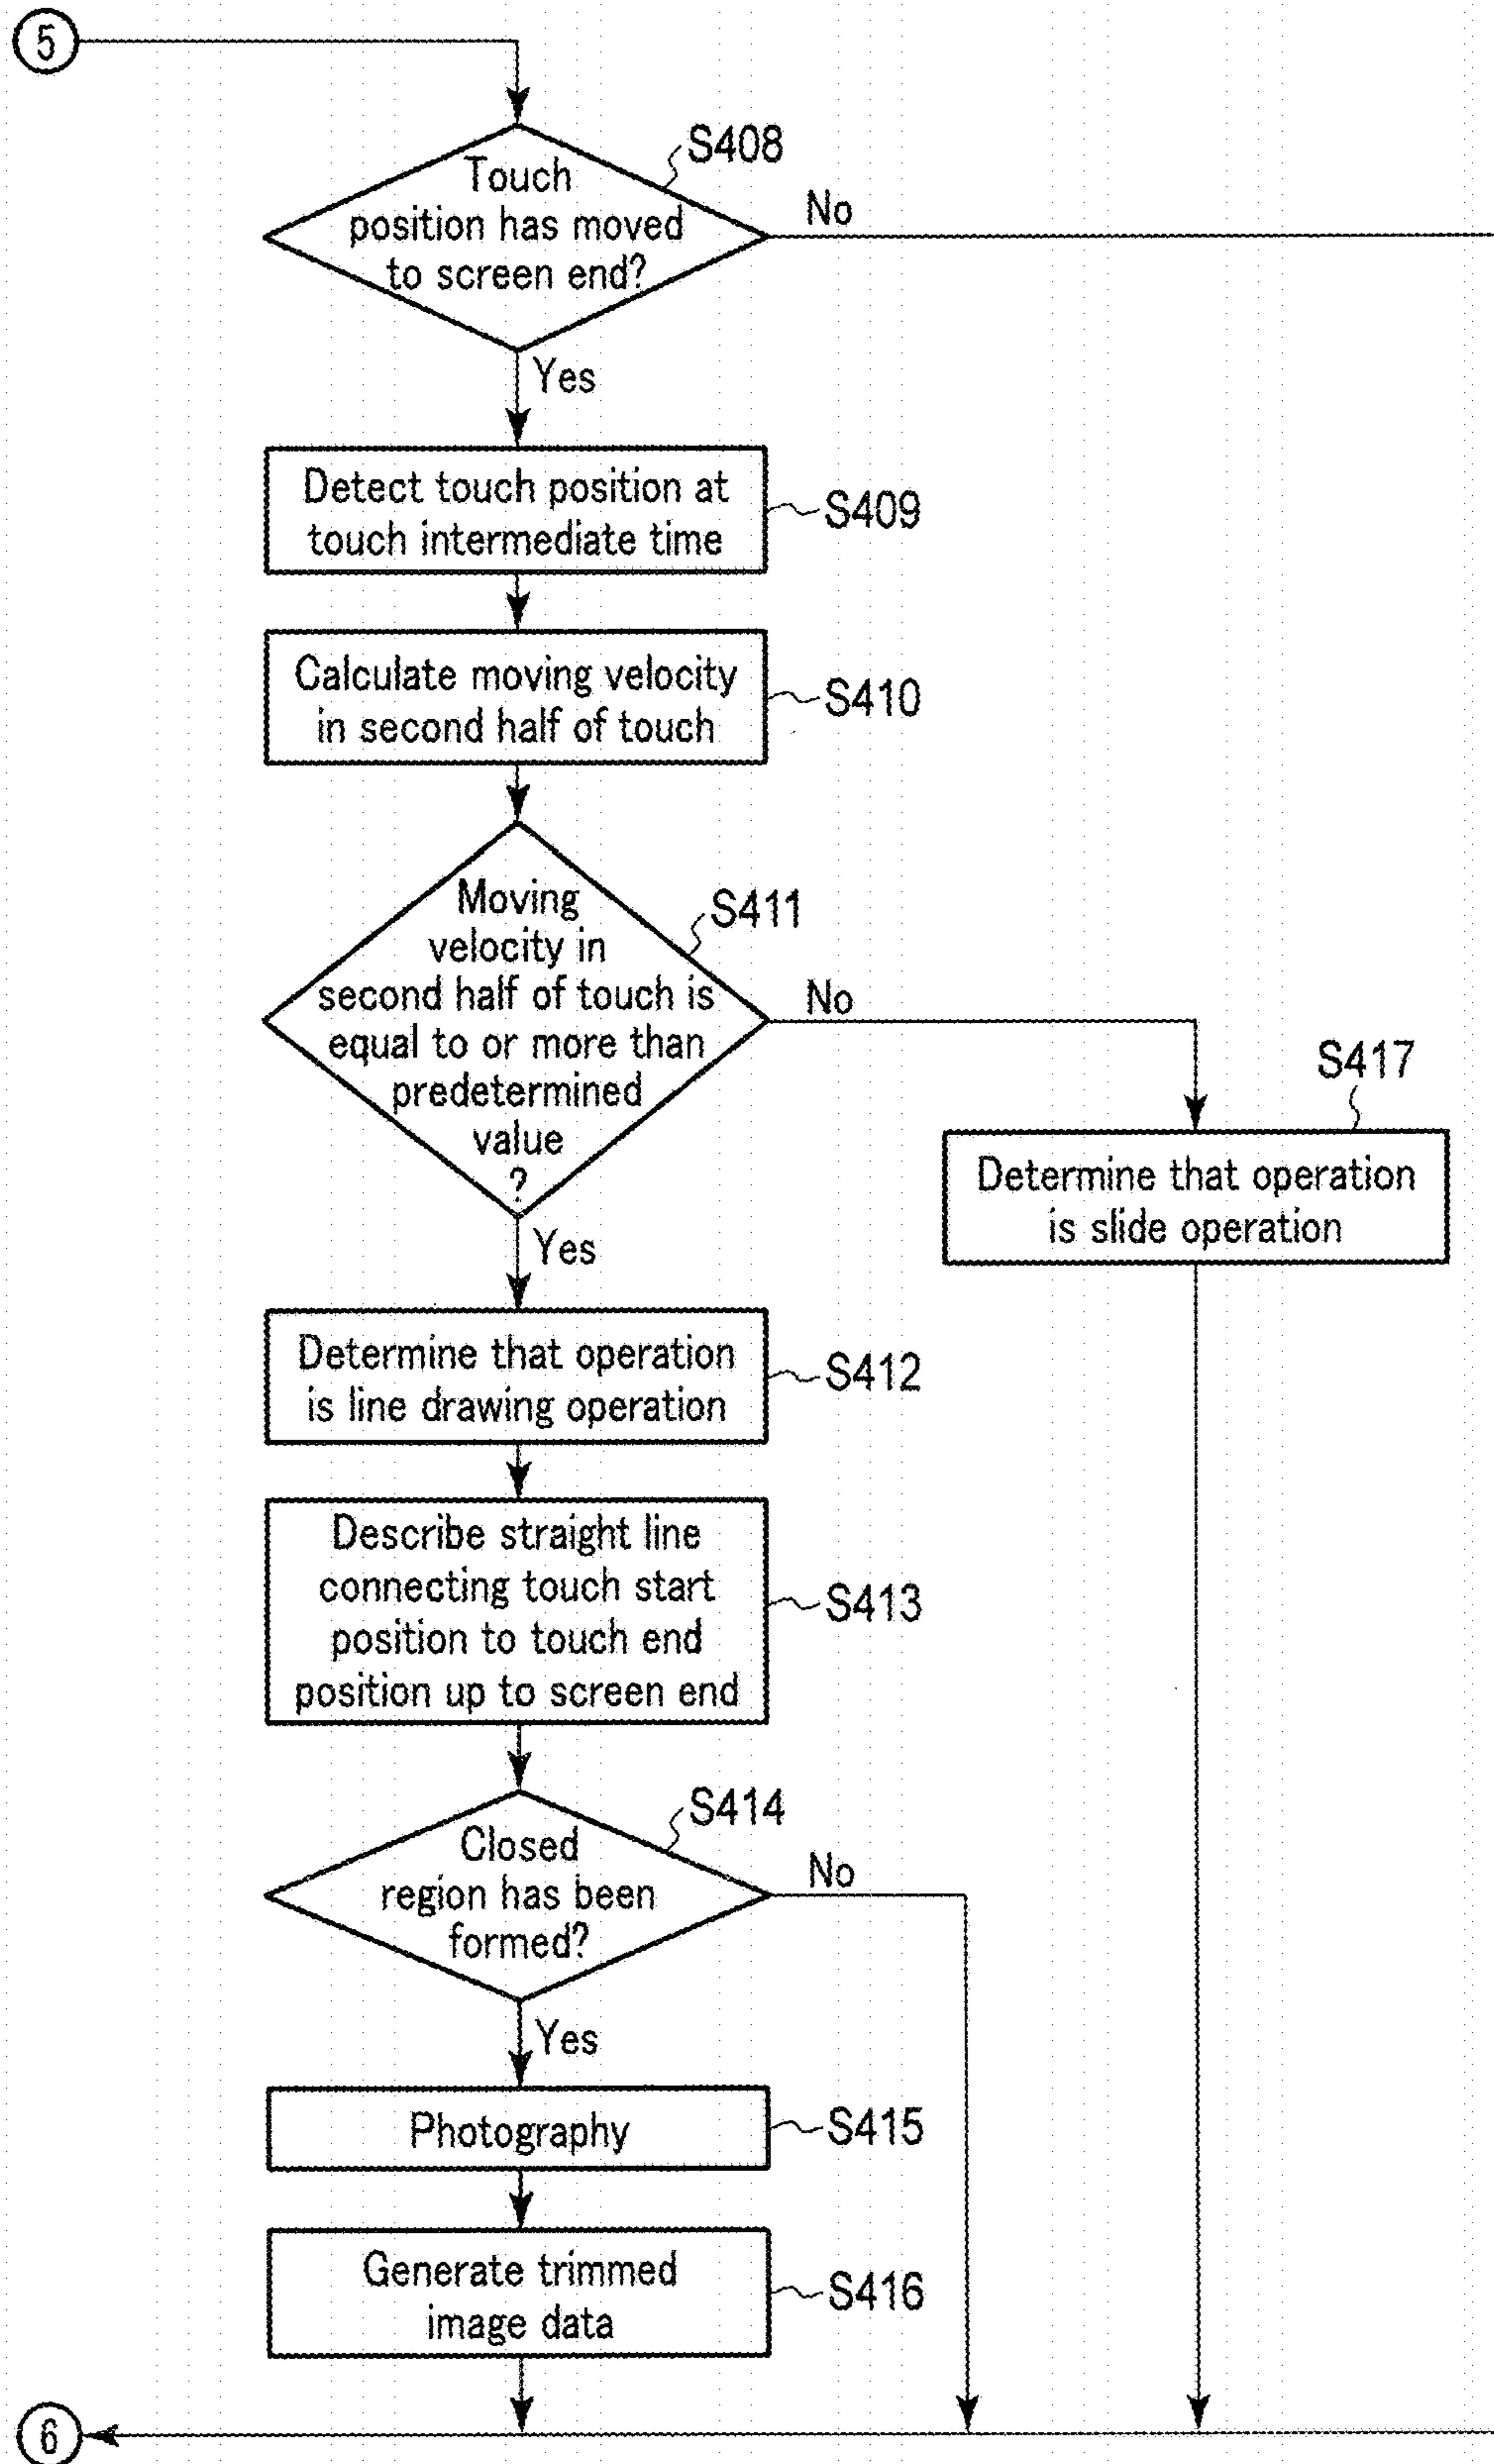 5
S408
Touch
position has moved
to screen end?
No
Yes
Detect touch position at
touch intermediate time
S409
Calculate moving velocity
in second half of touch
S410
Moving
velocity in
second half of touch is
equal to or more than
predetermined
value
?
S411
No
Yes
S417
Determine that operation
is slide operation
Determine that operation
is line drawing operation
S412
Describe straight line
connecting touch start
position to touch end
position up to screen end
S413
S414
Closed
region has been
formed?
No
Yes
Photography
S415
Generate trimmed
image data
S416
6